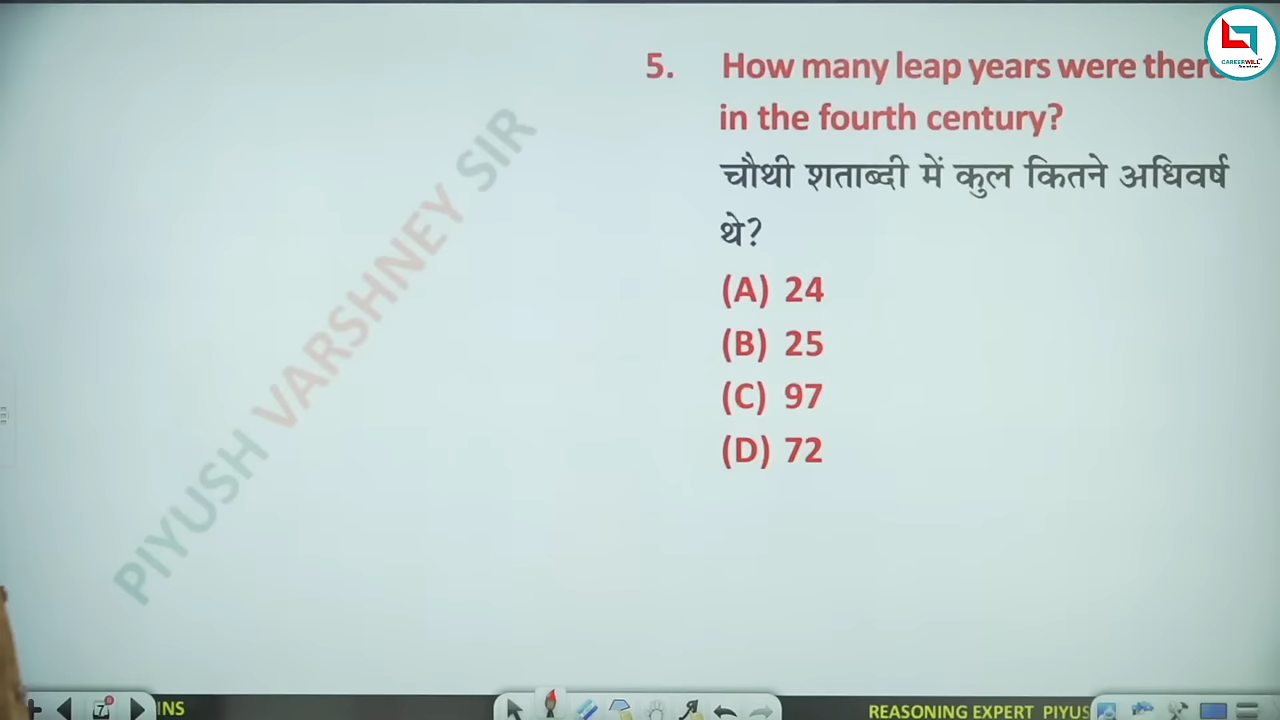 CAREERWILL
5. How many leap years were there
in the fourth century?
चौथी शताब्दी में कुल कितने अधिवर्ष
थे?
(A) 24
(B) 25
(C) 97
(D) 72
PIYUSH VARSHNEY SIR
REASONING EXPERT PIYUS